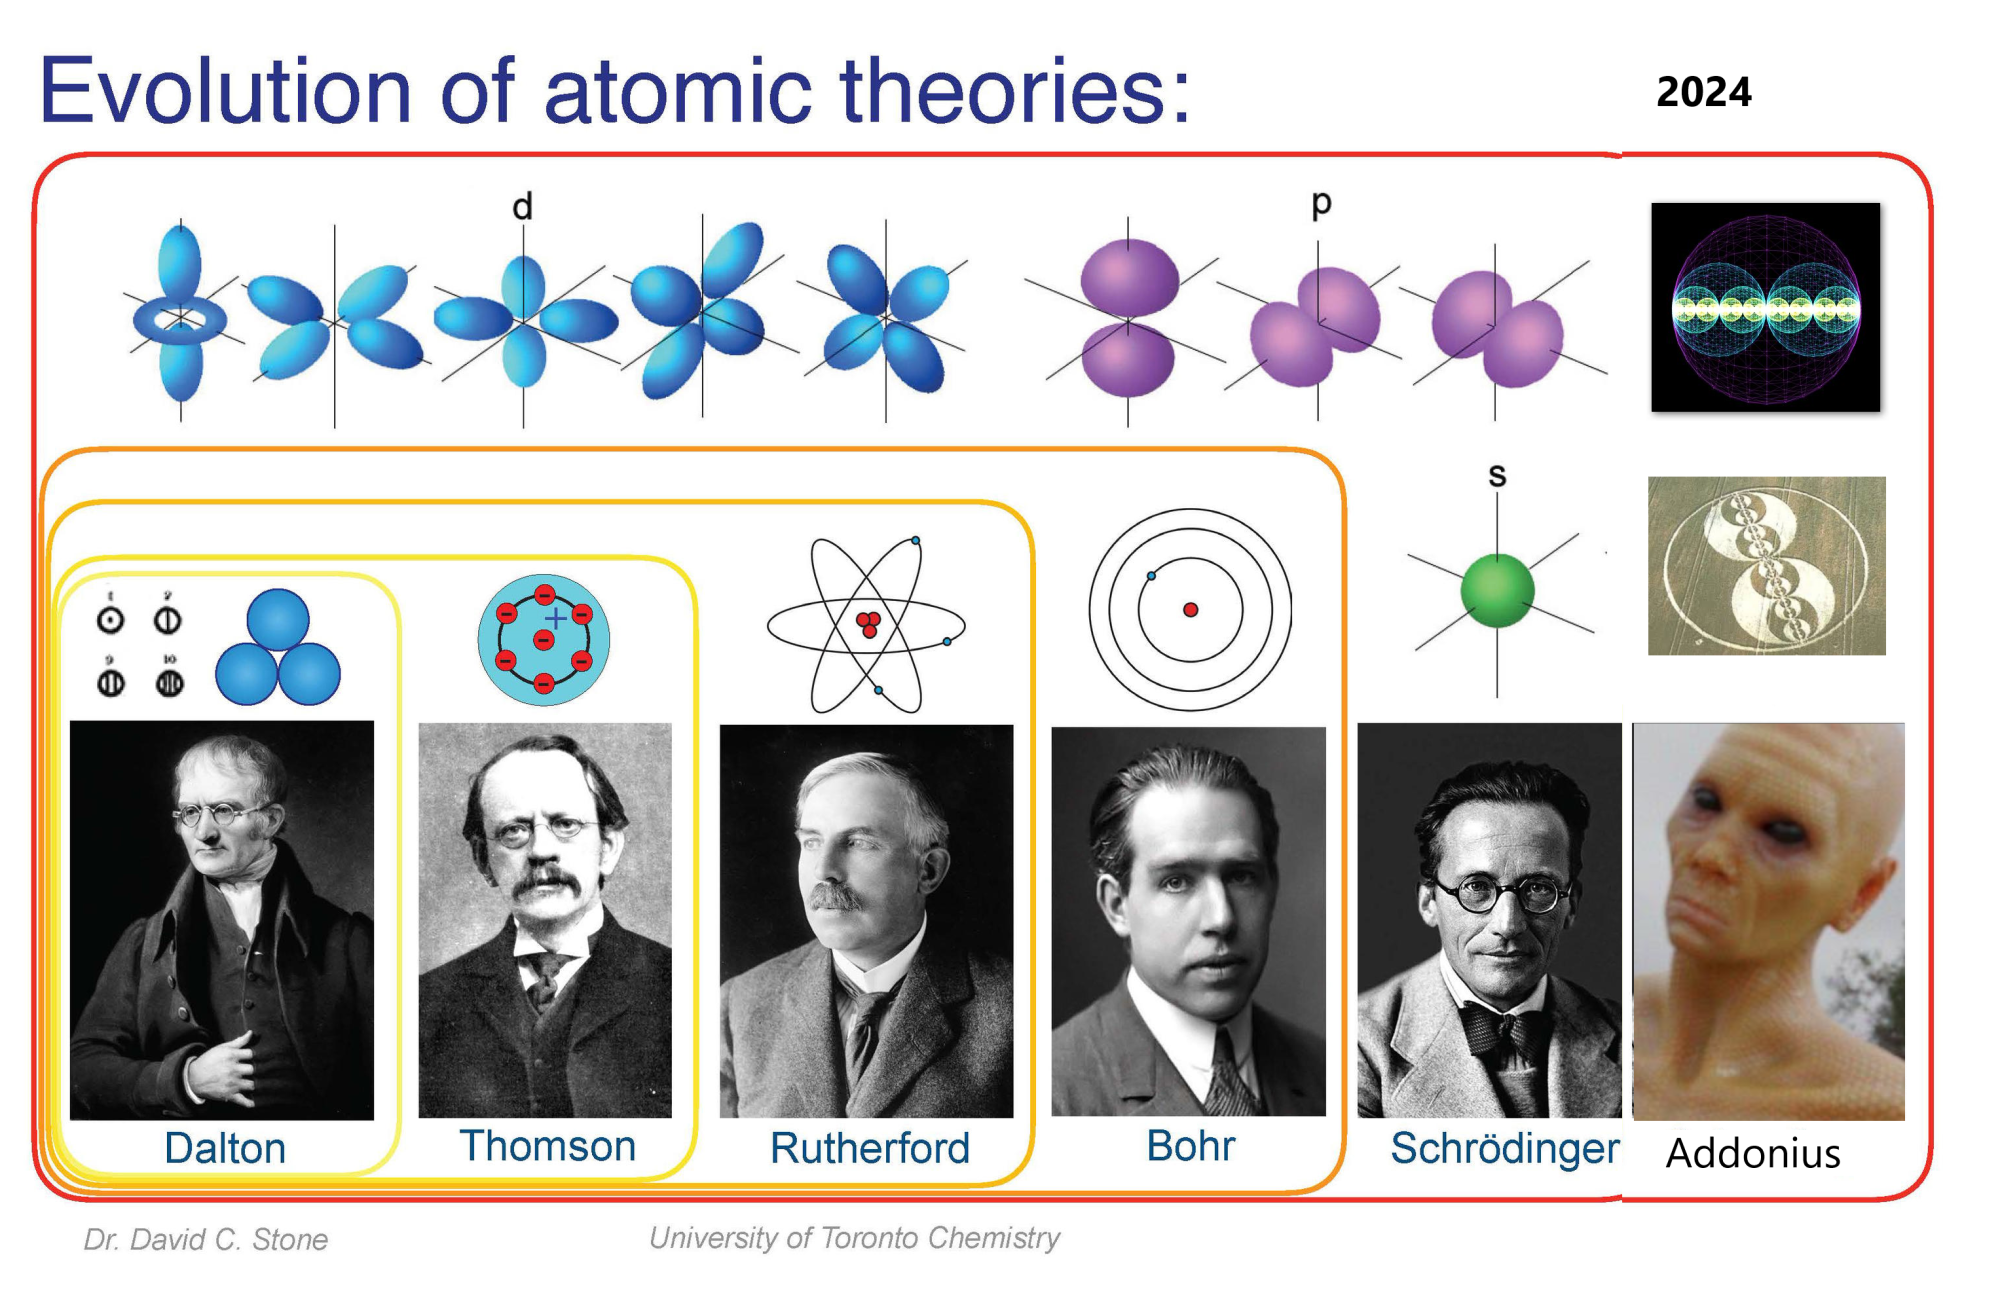 Evolution of atomic theories:
2024
d
p
s
1
2
9
10
+
Dalton
Thomson
Rutherford
Bohr
Schrödinger
Addonius
Dr. David C. Stone
University of Toronto Chemistry